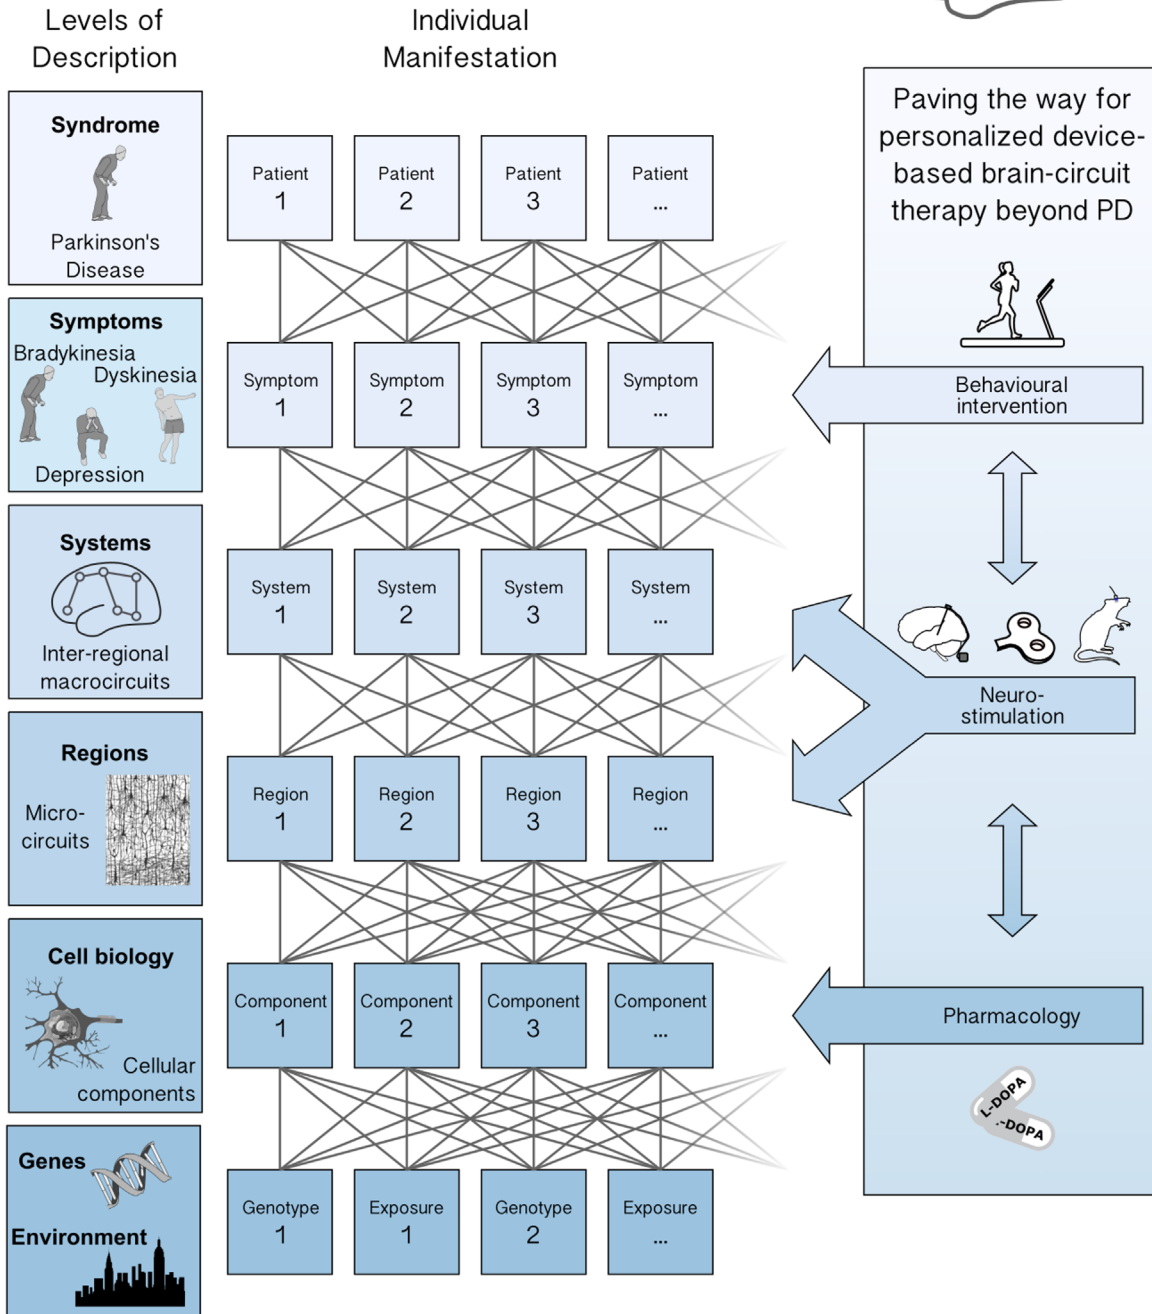 Levels of
Description
Individual
Manifestation
Syndrome
Parkinson's
Disease
Patient
1
Patient
2
Patient
3
Patient
...
Paving the way for
personalized device-
based brain-circuit
therapy beyond PD
Symptoms
Bradykinesia
Dyskinesia
Depression
Symptom
1
Symptom
2
Symptom
3
Symptom
...
Behavioural
intervention
Systems
Inter-regional
macrocircuits
System
1
System
2
System
3
System
...
Neuro-
stimulation
Regions
Micro-
circuits
Region
1
Region
2
Region
3
Region
...
Cell biology
Cellular
components
Component
1
Component
2
Component
3
Component
...
Pharmacology
L-DOPA
.-DOPA
Genes
Environment
Genotype
1
Exposure
1
Genotype
2
Exposure
...